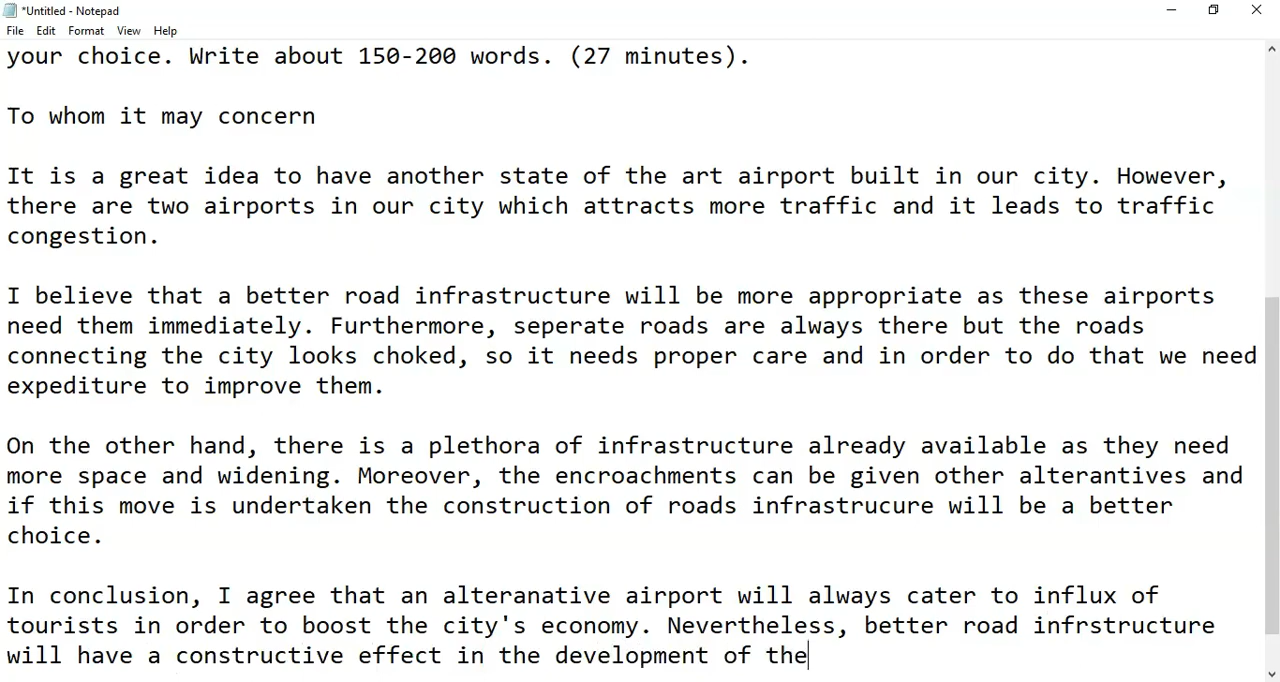 *Untitled - Notepad
File Edit Format View Help
your choice. Write about 150-200 words. (27 minutes).
To whom it may concern
It is a great idea to have another state of the art airport built in our city. However,
there are two airports in our city which attracts more traffic and it leads to traffic
congestion.
I believe that a better road infrastructure will be more appropriate as these airports
need them immediately. Furthermore, seperate roads are always there but the roads
connecting the city looks choked, so it needs proper care and in order to do that we need
expediture to improve them.
On the other hand, there is a plethora of infrastructure already available as they need
more space and widening. Moreover, the encroachments can be given other alterantives and
if this move is undertaken the construction of roads infrastrucure will be a better
choice.
In conclusion, I agree that an alteranative airport will always cater to influx of
tourists in order to boost the city's economy. Nevertheless, better road infrstructure
will have a constructive effect in the development of the